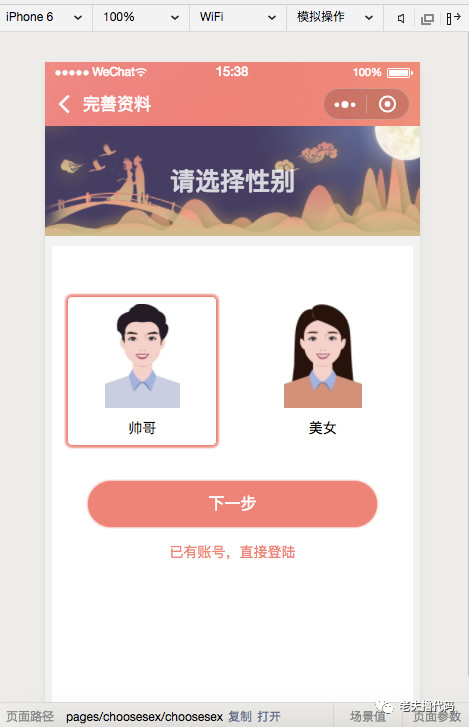 iPhone 6 100% WiFi 模拟操作
WeChat 15:38 100%
完善资料
请选择性别
帅哥 美女
下一步
已有账号，直接登陆
老夫撸代码
页面路径 pages/choosesex/choosesex 复制 打开 场景值 页面参数